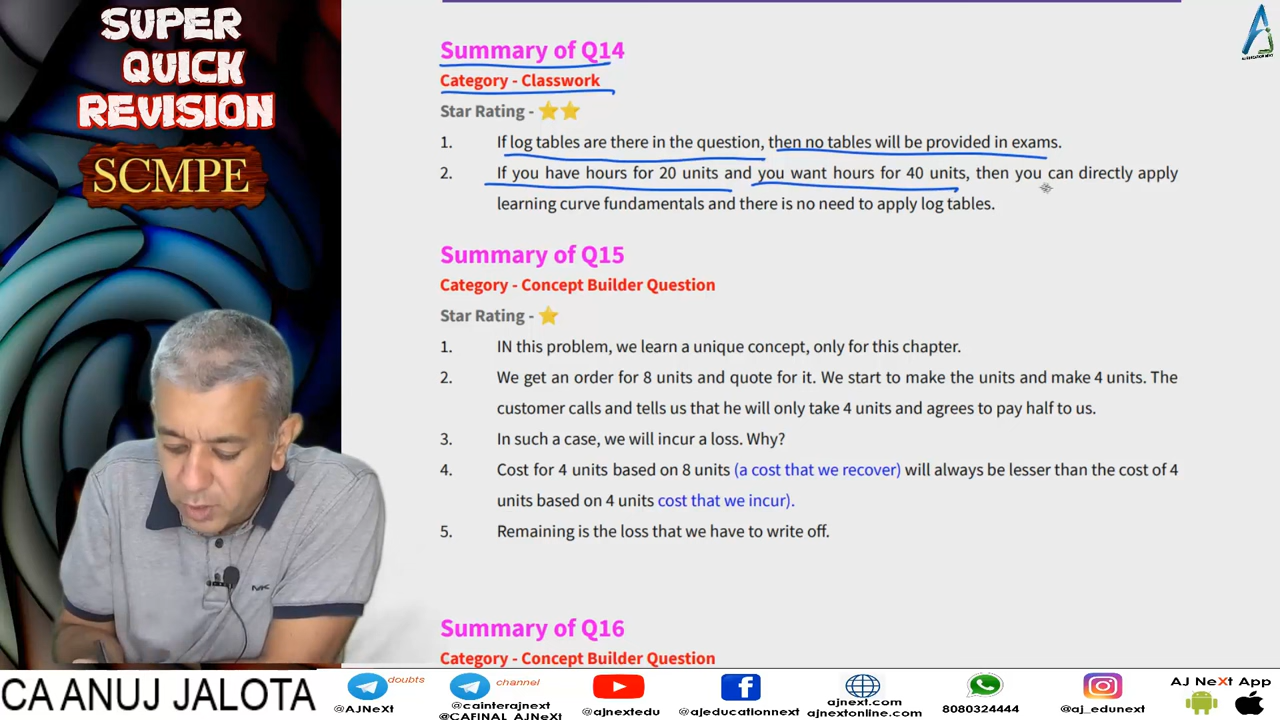 SUPER
QUICK
REVISION
SCMPE
Summary of Q14
Category - Classwork
Star Rating - ⭐⭐
1. If log tables are there in the question, then no tables will be provided in exams.
2. If you have hours for 20 units and you want hours for 40 units, then you can directly apply
learning curve fundamentals and there is no need to apply log tables.
Summary of Q15
Category - Concept Builder Question
Star Rating - ⭐
1. IN this problem, we learn a unique concept, only for this chapter.
2. We get an order for 8 units and quote for it. We start to make the units and make 4 units. The
customer calls and tells us that he will only take 4 units and agrees to pay half to us.
3. In such a case, we will incur a loss. Why?
4. Cost for 4 units based on 8 units (a cost that we recover) will always be lesser than the cost of 4
units based on 4 units cost that we incur).
5. Remaining is the loss that we have to write off.
Summary of Q16
Category - Concept Builder Question
MK
CA ANUJ JALOTA
doubts
@AJNeXt
channel
@cainterajnext
@CAFINAL_AJNeXt
@ajnextedu
@ajeducationnext
ajnext.com
ajnextonline.com
8080324444
@aj_edunext
AJ NeXt App